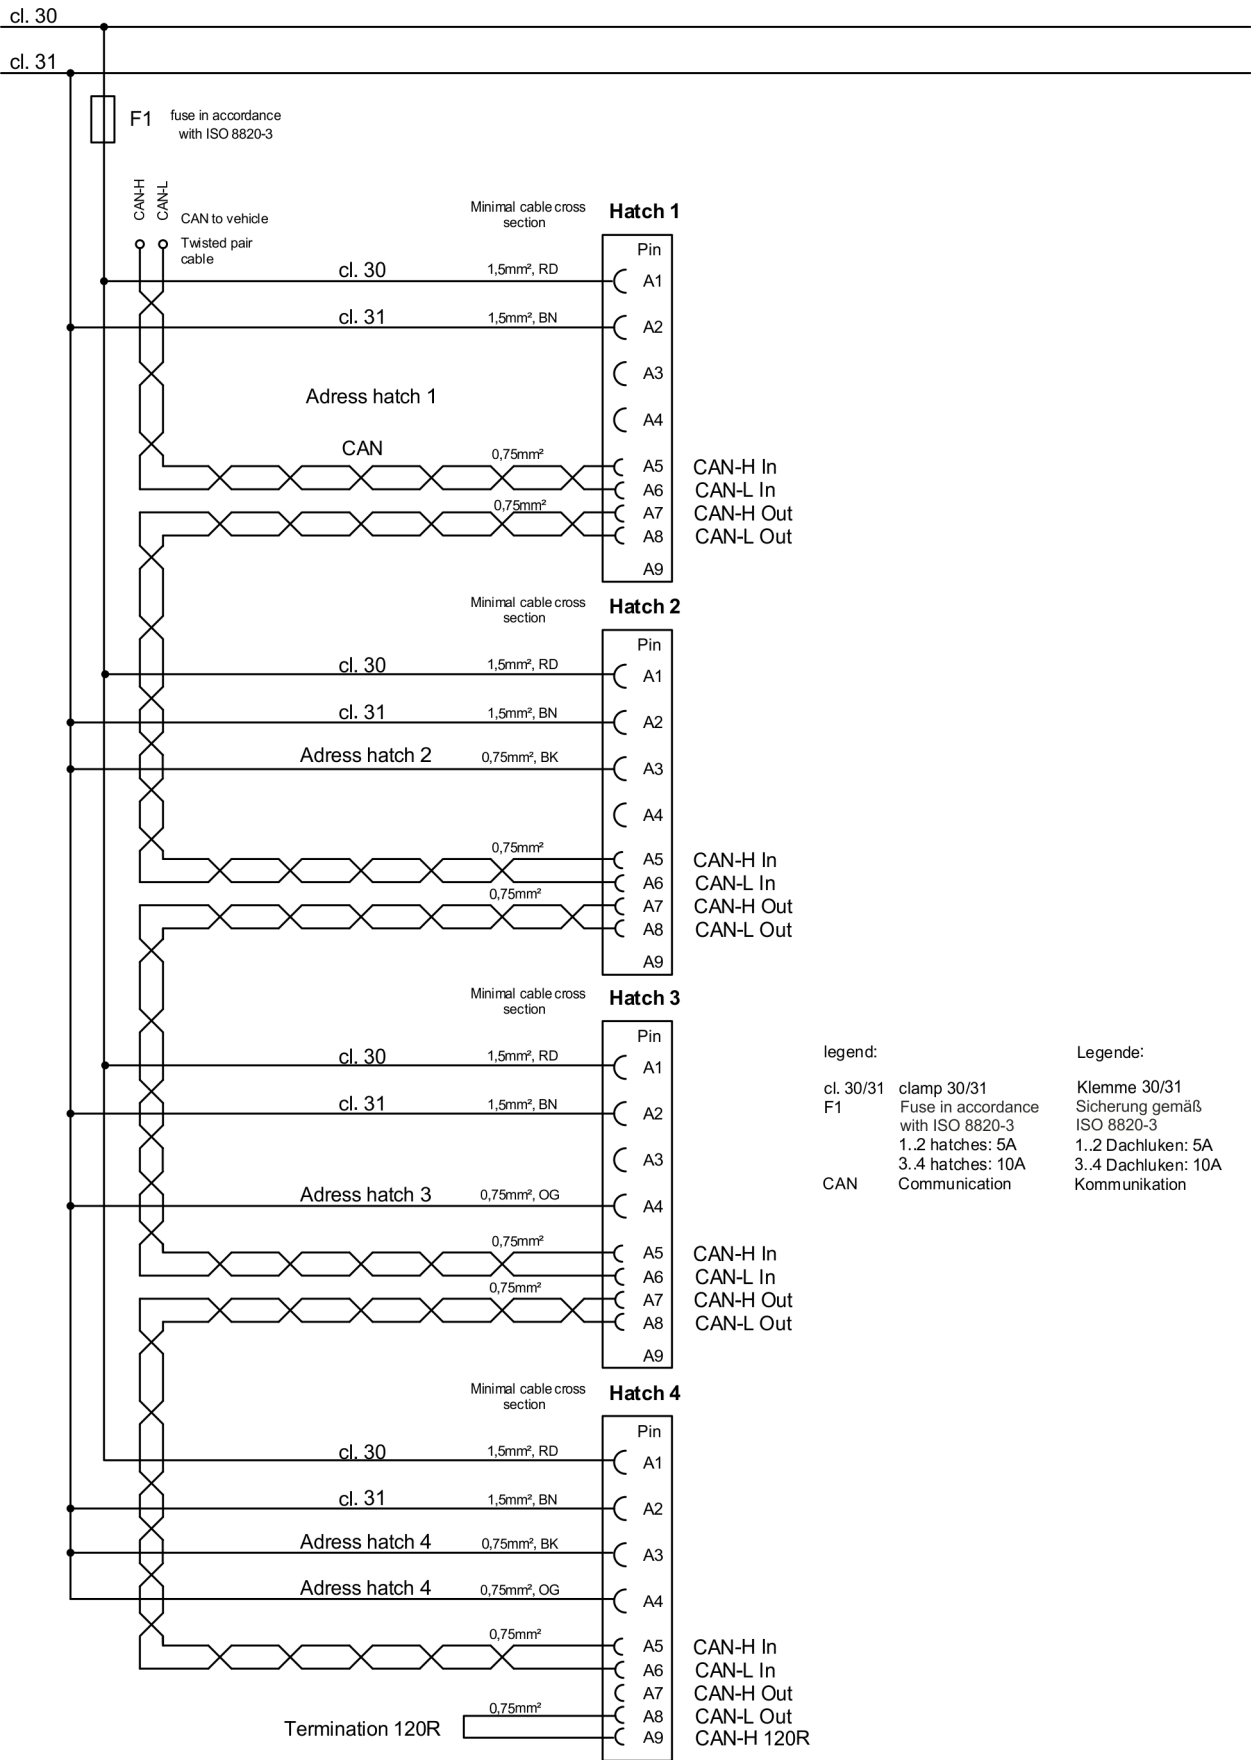 cl. 30
cl. 31
F1
fuse in accordance
with ISO 8820-3
CAN-H
CAN-L
CAN to vehicle
Twisted pair
cable
Minimal cable cross
section
Hatch 1
Pin
cl. 30
1,5mm², RD
A1
cl. 31
1,5mm², BN
A2
A3
Adress hatch 1
A4
CAN
0,75mm²
A5
CAN-H In
A6
CAN-L In
0,75mm²
A7
CAN-H Out
A8
CAN-L Out
A9
Minimal cable cross
section
Hatch 2
Pin
cl. 30
1,5mm², RD
A1
cl. 31
1,5mm², BN
A2
Adress hatch 2
0,75mm², BK
A3
A4
0,75mm²
A5
CAN-H In
A6
CAN-L In
0,75mm²
A7
CAN-H Out
A8
CAN-L Out
A9
Minimal cable cross
section
Hatch 3
Pin
cl. 30
1,5mm², RD
A1
cl. 31
1,5mm², BN
A2
A3
Adress hatch 3
0,75mm², OG
A4
0,75mm²
A5
CAN-H In
A6
CAN-L In
0,75mm²
A7
CAN-H Out
A8
CAN-L Out
A9
legend:
Legende:
cl. 30/31 clamp 30/31
Klemme 30/31
F1 Fuse in accordance
Sicherung gemäß
with ISO 8820-3
ISO 8820-3
1..2 hatches: 5A
1..2 Dachluken: 5A
3..4 hatches: 10A
3..4 Dachluken: 10A
CAN Communication
Kommunikation
Minimal cable cross
section
Hatch 4
Pin
cl. 30
1,5mm², RD
A1
cl. 31
1,5mm², BN
A2
Adress hatch 4
0,75mm², BK
A3
Adress hatch 4
0,75mm², OG
A4
0,75mm²
A5
CAN-H In
A6
CAN-L In
A7
CAN-H Out
0,75mm²
A8
CAN-L Out
Termination 120R
A9
CAN-H 120R